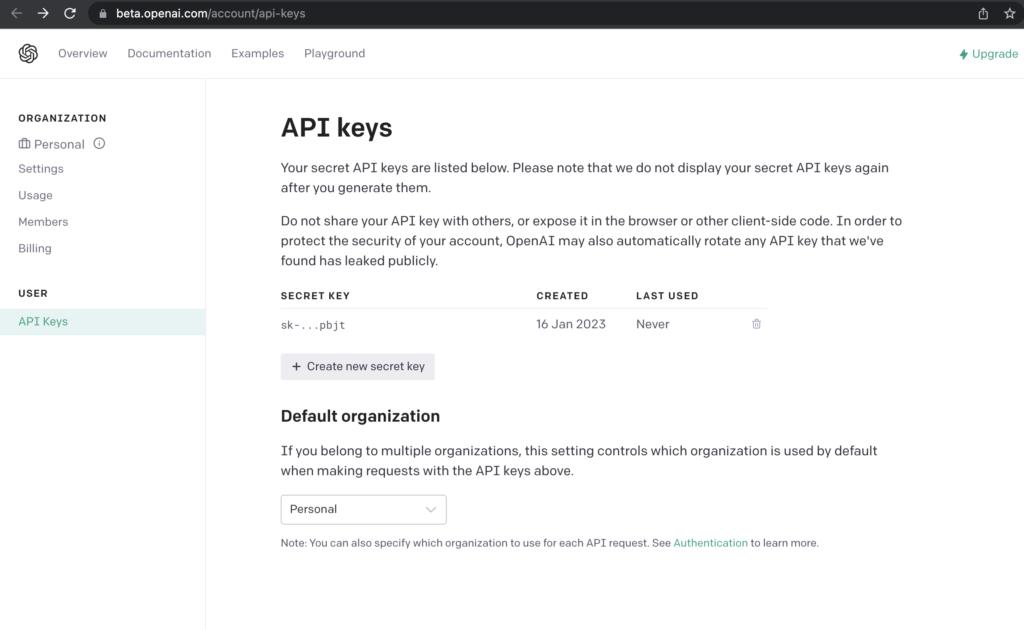 beta.openai.com/account/api-keys
Overview Documentation Examples Playground
Upgrade
ORGANIZATION
Personal
Settings
Usage
Members
Billing
USER
API Keys
API keys
Your secret API keys are listed below. Please note that we do not display your secret API keys again
after you generate them.
Do not share your API key with others, or expose it in the browser or other client-side code. In order to
protect the security of your account, OpenAI may also automatically rotate any API key that we've
found has leaked publicly.
SECRET KEY CREATED LAST USED
sk-...pbjt 16 Jan 2023 Never
+ Create new secret key
Default organization
If you belong to multiple organizations, this setting controls which organization is used by default
when making requests with the API keys above.
Personal
Note: You can also specify which organization to use for each API request. See Authentication to learn more.